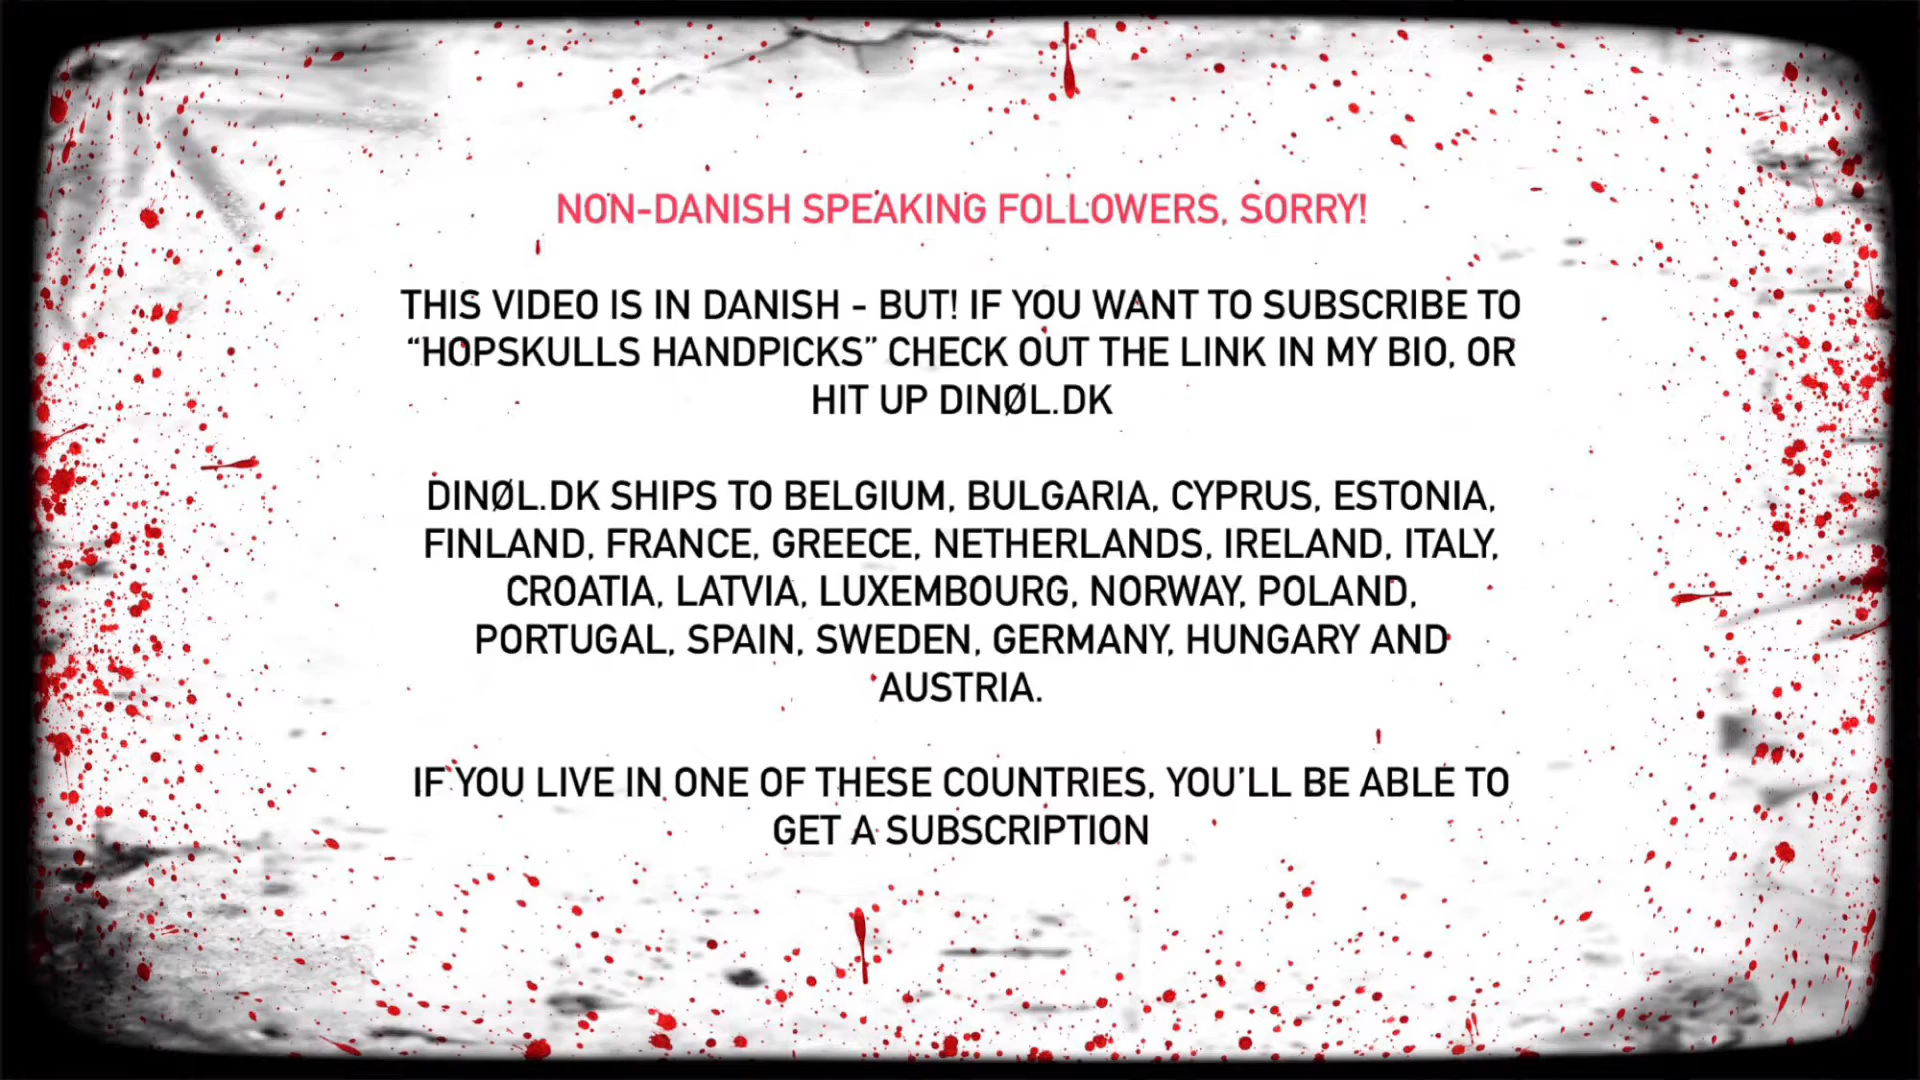 NON-DANISH SPEAKING FOLLOWERS, SORRY!
THIS VIDEO IS IN DANISH - BUT! IF YOU WANT TO SUBSCRIBE TO
“HOPSKULLS HANDPICKS” CHECK OUT THE LINK IN MY BIO, OR
HIT UP DINØL.DK
DINØL.DK SHIPS TO BELGIUM, BULGARIA, CYPRUS, ESTONIA,
FINLAND, FRANCE, GREECE, NETHERLANDS, IRELAND, ITALY,
CROATIA, LATVIA, LUXEMBOURG, NORWAY, POLAND,
PORTUGAL, SPAIN, SWEDEN, GERMANY, HUNGARY AND
AUSTRIA.
IF YOU LIVE IN ONE OF THESE COUNTRIES, YOU’LL BE ABLE TO
GET A SUBSCRIPTION